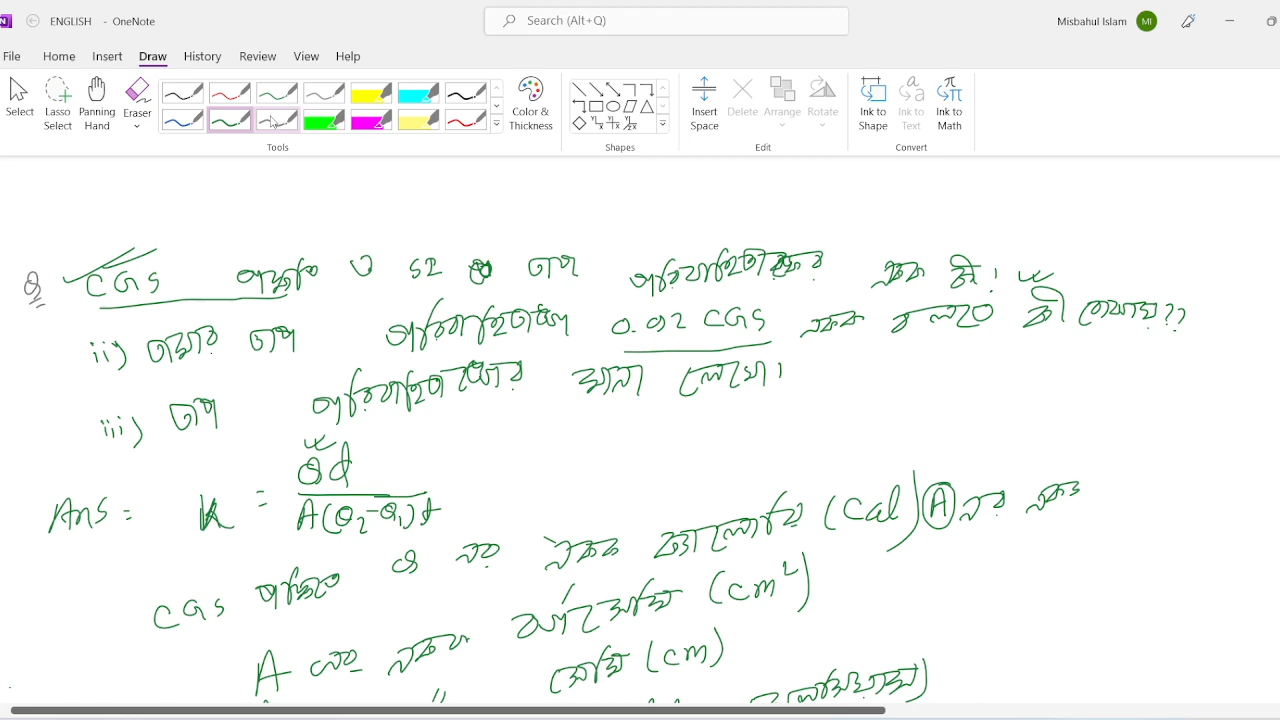 ENGLISH - OneNote
Search (Alt+Q)
Misbahul Islam MI
File Home Insert Draw History Review View Help
Select Lasso Select Panning Hand Eraser Color & Thickness Insert Space Delete Arrange Rotate Ink to Shape Ink to Text Ink to Math
Tools Shapes Edit Convert
Q CGS পদ্ধতি ও SI তাপ পরিবাহিতাঙ্কের একক কী।
ii) তামার তাপ পরিবাহিতাঙ্ক 0.92 CGS একক বলতে কী বোঝায়??
iii) তাপ পরিবাহিতাঙ্কের মাত্রা লেখো।
Ans = K = Qd
A(θ2-θ1)t
CGS পদ্ধতিতে Q এর একক ক্যালোরি (Cal) A এর একক
A এর একক বর্গসেমি (cm²)
সেমি (cm)